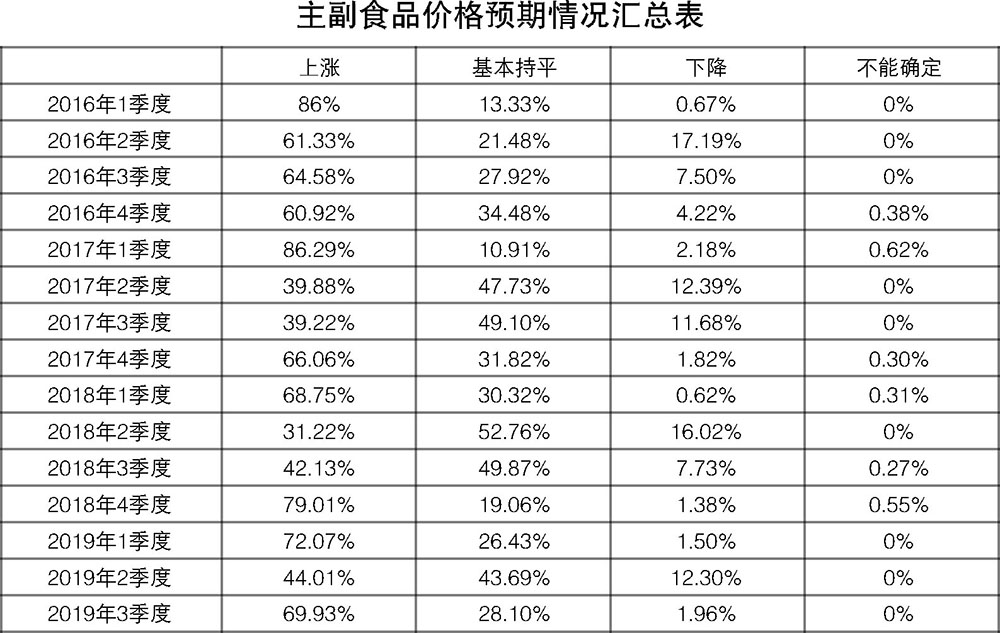 主副食品价格预期情况汇总表
上涨 基本持平 下降 不能确定
2016年1季度 86% 13.33% 0.67% 0%
2016年2季度 61.33% 21.48% 17.19% 0%
2016年3季度 64.58% 27.92% 7.50% 0%
2016年4季度 60.92% 34.48% 4.22% 0.38%
2017年1季度 86.29% 10.91% 2.18% 0.62%
2017年2季度 39.88% 47.73% 12.39% 0%
2017年3季度 39.22% 49.10% 11.68% 0%
2017年4季度 66.06% 31.82% 1.82% 0.30%
2018年1季度 68.75% 30.32% 0.62% 0.31%
2018年2季度 31.22% 52.76% 16.02% 0%
2018年3季度 42.13% 49.87% 7.73% 0.27%
2018年4季度 79.01% 19.06% 1.38% 0.55%
2019年1季度 72.07% 26.43% 1.50% 0%
2019年2季度 44.01% 43.69% 12.30% 0%
2019年3季度 69.93% 28.10% 1.96% 0%